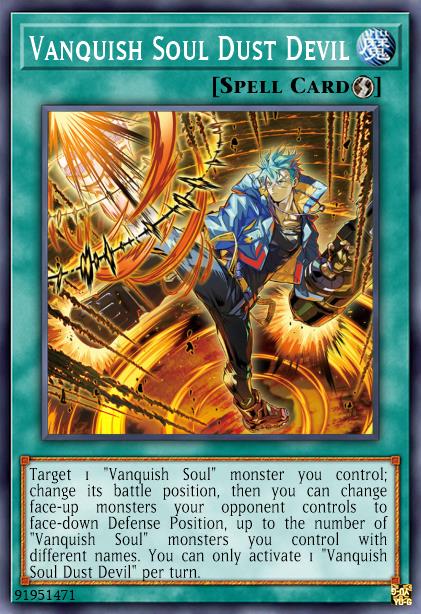 Vanquish Soul Dust Devil
魔
[Spell Card]
Target 1 "Vanquish Soul" monster you control;
change its battle position, then you can change
face-up monsters your opponent controls to
face-down Defense Position, up to the number of
"Vanquish Soul" monsters you control with
different names. You can only activate 1 "Vanquish
Soul Dust Devil" per turn.
91951471